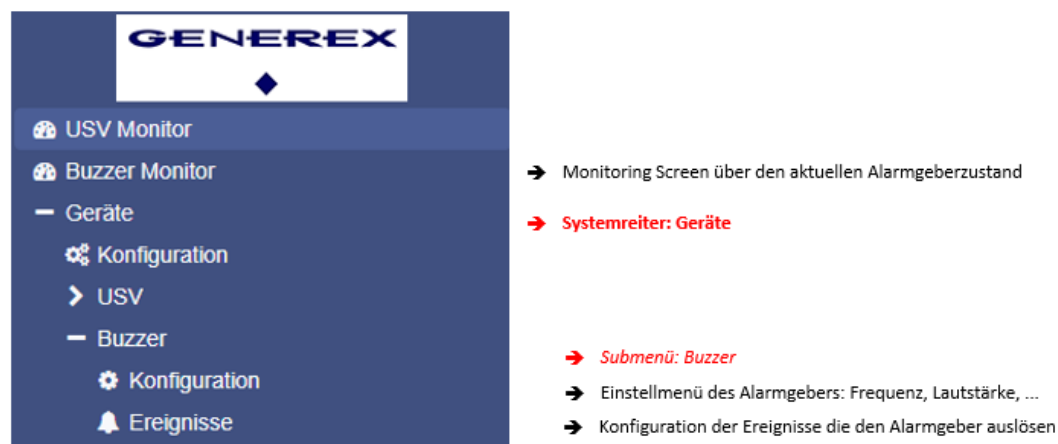 GENEREX
USV Monitor
Buzzer Monitor ➔ Monitoring Screen über den aktuellen Alarmgeberzustand
Geräte ➔ Systemreiter: Geräte
Konfiguration
USV
Buzzer ➔ Submenü: Buzzer
Konfiguration ➔ Einstellmenü des Alarmgebers: Frequenz, Lautstärke, ...
Ereignisse ➔ Konfiguration der Ereignisse die den Alarmgeber auslösen